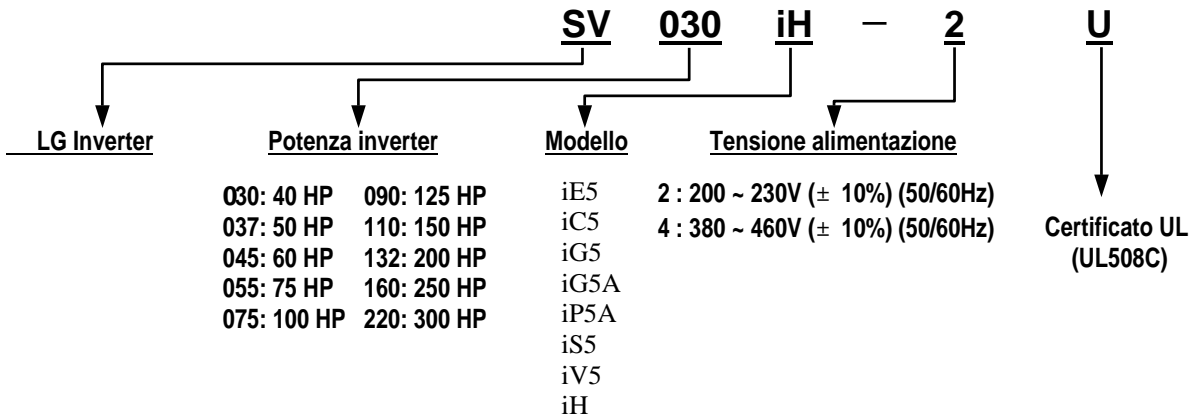 SV 030 iH – 2 U
LG Inverter
Potenza inverter
Modello
Tensione alimentazione
030: 40 HP 090: 125 HP
037: 50 HP 110: 150 HP
045: 60 HP 132: 200 HP
055: 75 HP 160: 250 HP
075: 100 HP 220: 300 HP
iE5
iC5
iG5
iG5A
iP5A
iS5
iV5
iH
2 : 200 ~ 230V (± 10%) (50/60Hz)
4 : 380 ~ 460V (± 10%) (50/60Hz)
Certificato UL
(UL508C)